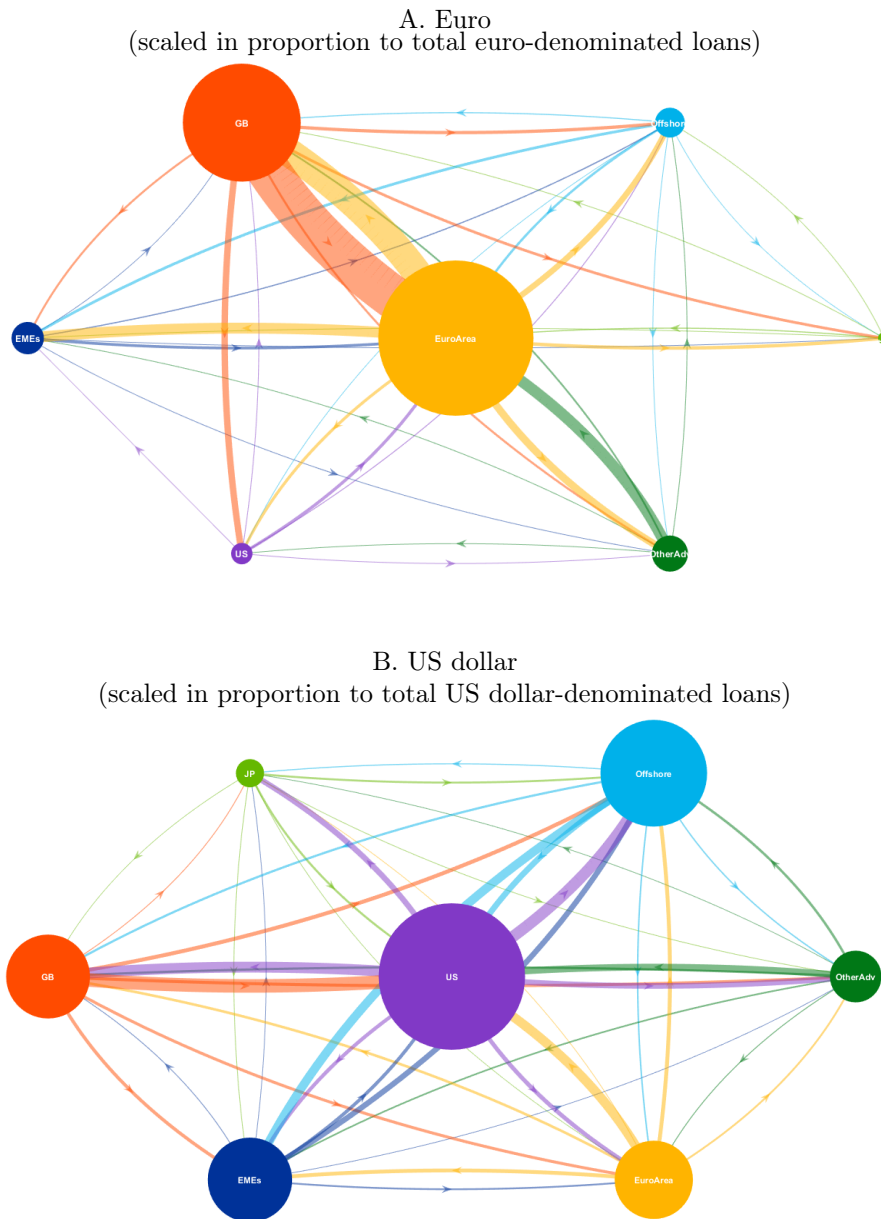 A. Euro
(scaled in proportion to total euro-denominated loans)
GB
Offshor
EMEs
EuroArea
US
OtherAdv
B. US dollar
(scaled in proportion to total US dollar-denominated loans)
JP
Offshore
GB
US
OtherAdv
EMEs
EuroArea